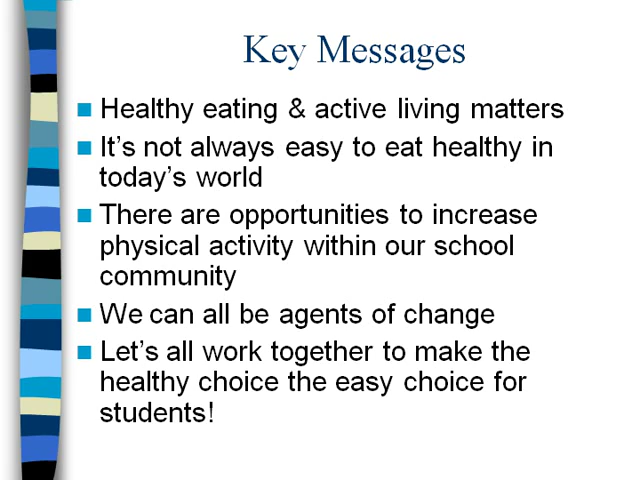 Key Messages
Healthy eating & active living matters
It's not always easy to eat healthy in
today's world
There are opportunities to increase
physical activity within our school
community
We can all be agents of change
Let's all work together to make the
healthy choice the easy choice for
students!